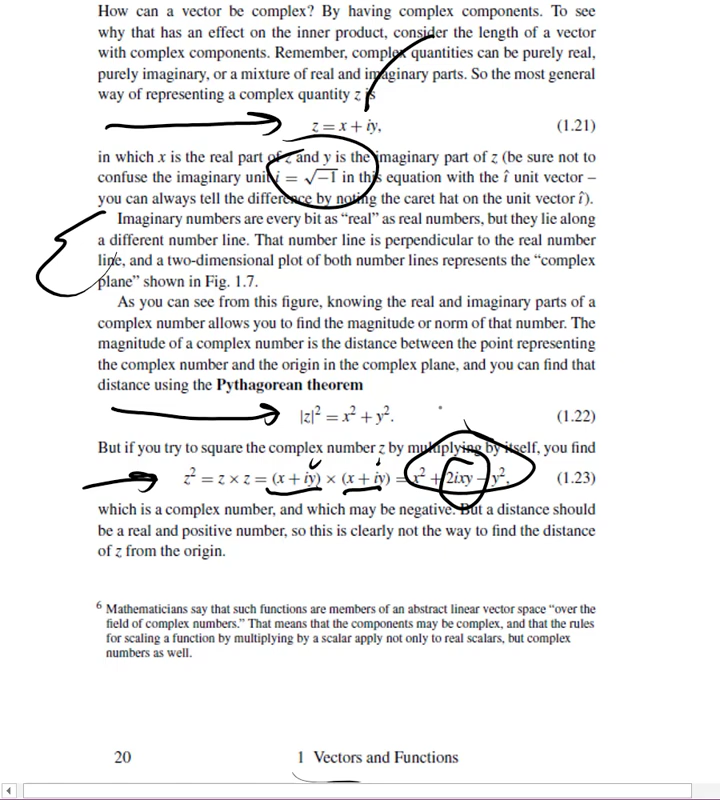 How can a vector be complex? By having complex components. To see
why that has an effect on the inner product, consider the length of a vector
with complex components. Remember, complex quantities can be purely real,
purely imaginary, or a mixture of real and imaginary parts. So the most general
way of representing a complex quantity z is
z = x + iy, (1.21)
in which x is the real part of z and y is the imaginary part of z (be sure not to
confuse the imaginary unit i = √−1 in this equation with the î unit vector –
you can always tell the difference by noting the caret hat on the unit vector î).
Imaginary numbers are every bit as “real” as real numbers, but they lie along
a different number line. That number line is perpendicular to the real number
line, and a two-dimensional plot of both number lines represents the “complex
plane” shown in Fig. 1.7.
As you can see from this figure, knowing the real and imaginary parts of a
complex number allows you to find the magnitude or norm of that number. The
magnitude of a complex number is the distance between the point representing
the complex number and the origin in the complex plane, and you can find that
distance using the Pythagorean theorem
|z|² = x² + y². (1.22)
But if you try to square the complex number z by multiplying by itself, you find
z² = z × z = (x + iy) × (x + iy) = x² + 2ixy − y², (1.23)
which is a complex number, and which may be negative. But a distance should
be a real and positive number, so this is clearly not the way to find the distance
of z from the origin.
6 Mathematicians say that such functions are members of an abstract linear vector space “over the
field of complex numbers.” That means that the components may be complex, and that the rules
for scaling a function by multiplying by a scalar apply not only to real scalars, but complex
numbers as well.
20 1 Vectors and Functions